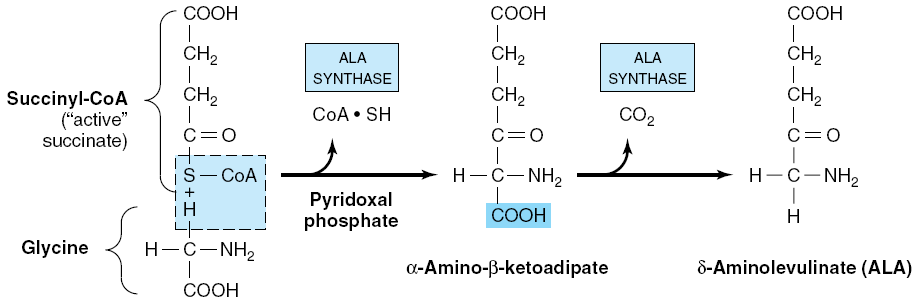 COOH
CH2
CH2
C=O
S—CoA
+
H
H—C—NH2
COOH
Succinyl-CoA
(“active”
succinate)
Glycine
ALA
SYNTHASE
CoA • SH
Pyridoxal
phosphate
COOH
CH2
CH2
C=O
H—C—NH2
COOH
α-Amino-β-ketoadipate
ALA
SYNTHASE
CO2
COOH
CH2
CH2
C=O
H—C—NH2
H
δ-Aminolevulinate (ALA)